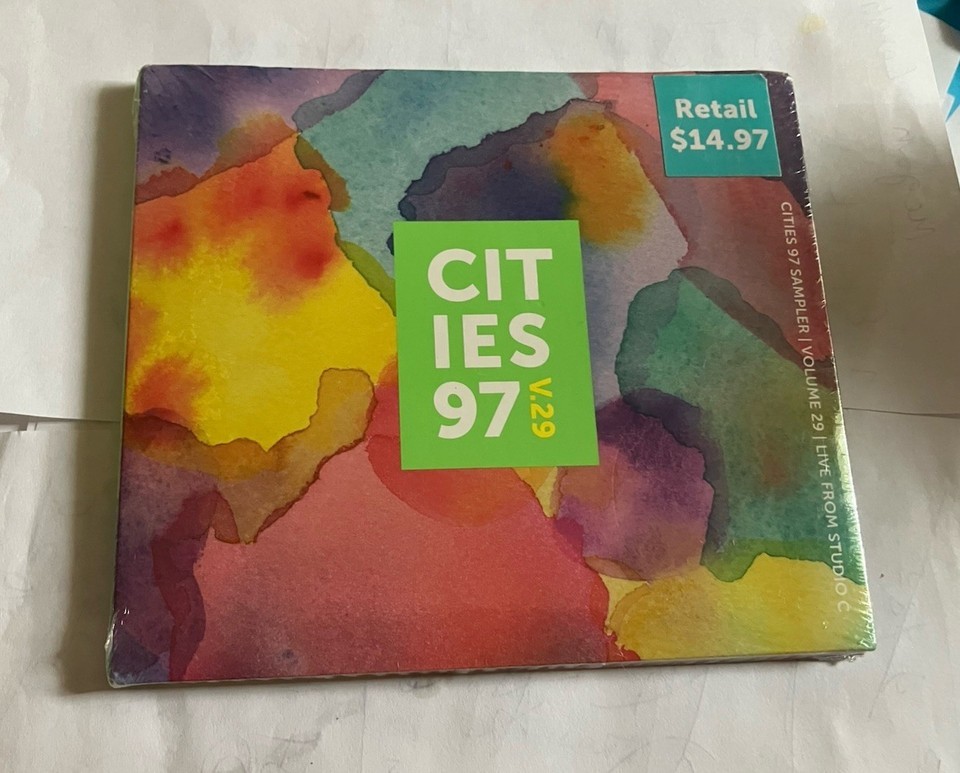 Retail
$14.97
CIT
IES
97 V.29
CITIES 97 SAMPLER | VOLUME 29 | LIVE FROM STUDIO C